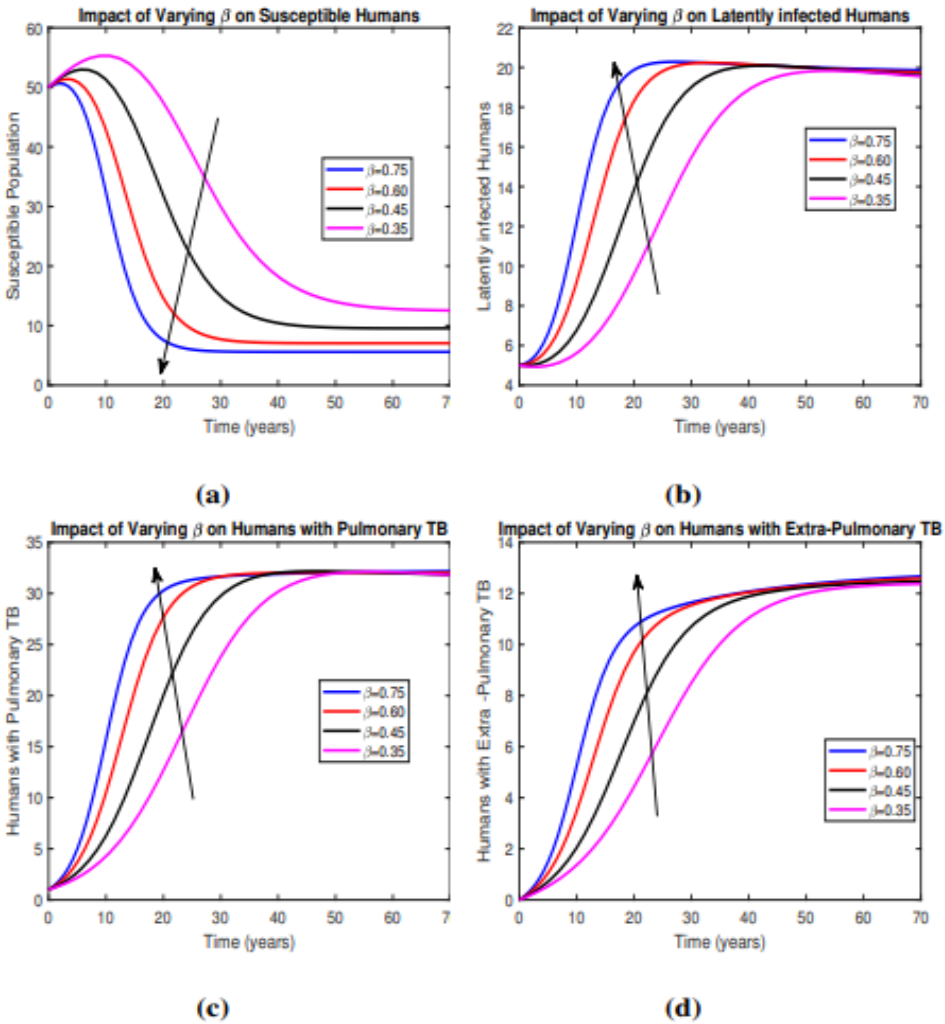 Impact of Varying β on Susceptible Humans
60
50
40
30
20
10
0
Susceptible Population
β=0.75
β=0.60
β=0.45
β=0.35
0 10 20 30 40 50 60 7
Time (years)
(a)
Impact of Varying β on Latently infected Humans
22
20
18
16
14
12
10
8
6
4
Latently infected Humans
β=0.75
β=0.60
β=0.45
β=0.35
0 10 20 30 40 50 60 70
Time (years)
(b)
Impact of Varying β on Humans with Pulmonary TB
35
30
25
20
15
10
5
0
Humans with Pulmonary TB
β=0.75
β=0.60
β=0.45
β=0.35
0 10 20 30 40 50 60 7
Time (years)
(c)
Impact of Varying β on Humans with Extra-Pulmonary TB
14
12
10
8
6
4
2
0
Humans with Extra -Pulmonary TB
β=0.75
β=0.60
β=0.45
β=0.35
0 10 20 30 40 50 60 70
Time (years)
(d)